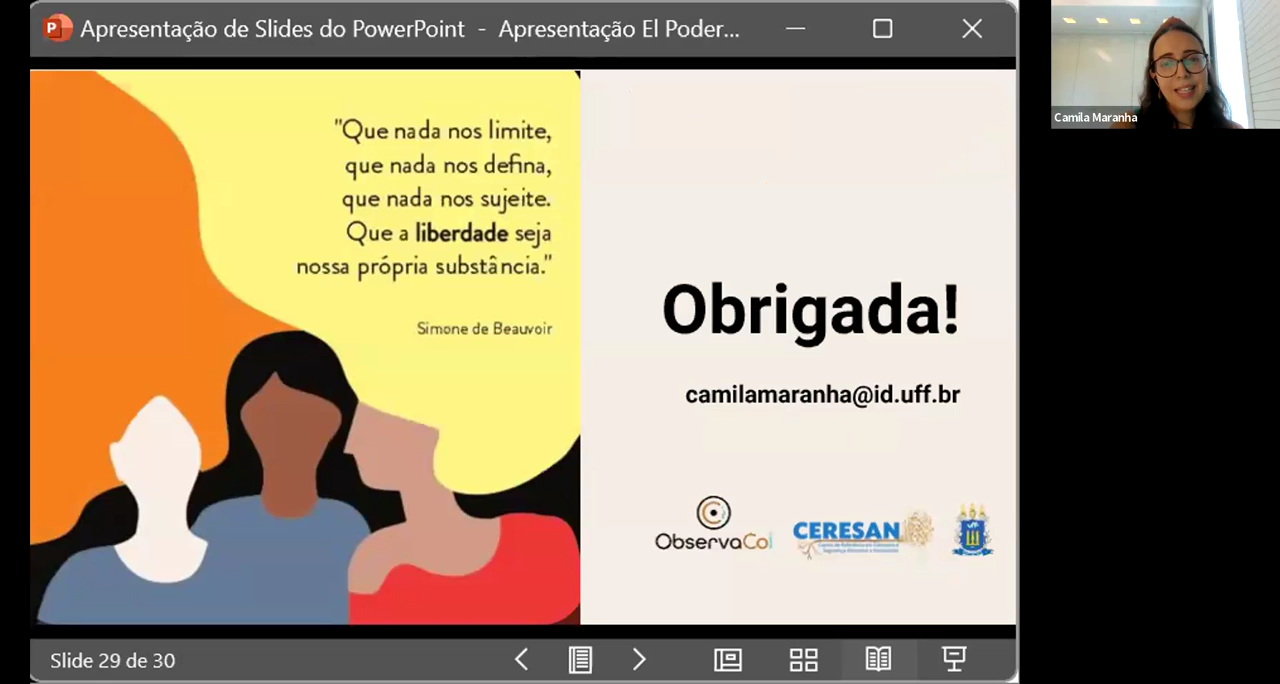 Apresentação de Slides do PowerPoint - Apresentação El Poder...
"Que nada nos limite,
que nada nos defina,
que nada nos sujeite.
Que a liberdade seja
nossa própria substância."
Simone de Beauvoir
Obrigada!
camilamaranha@id.uff.br
ObservaCol
CERESAN
Slide 29 de 30
Camila Maranha